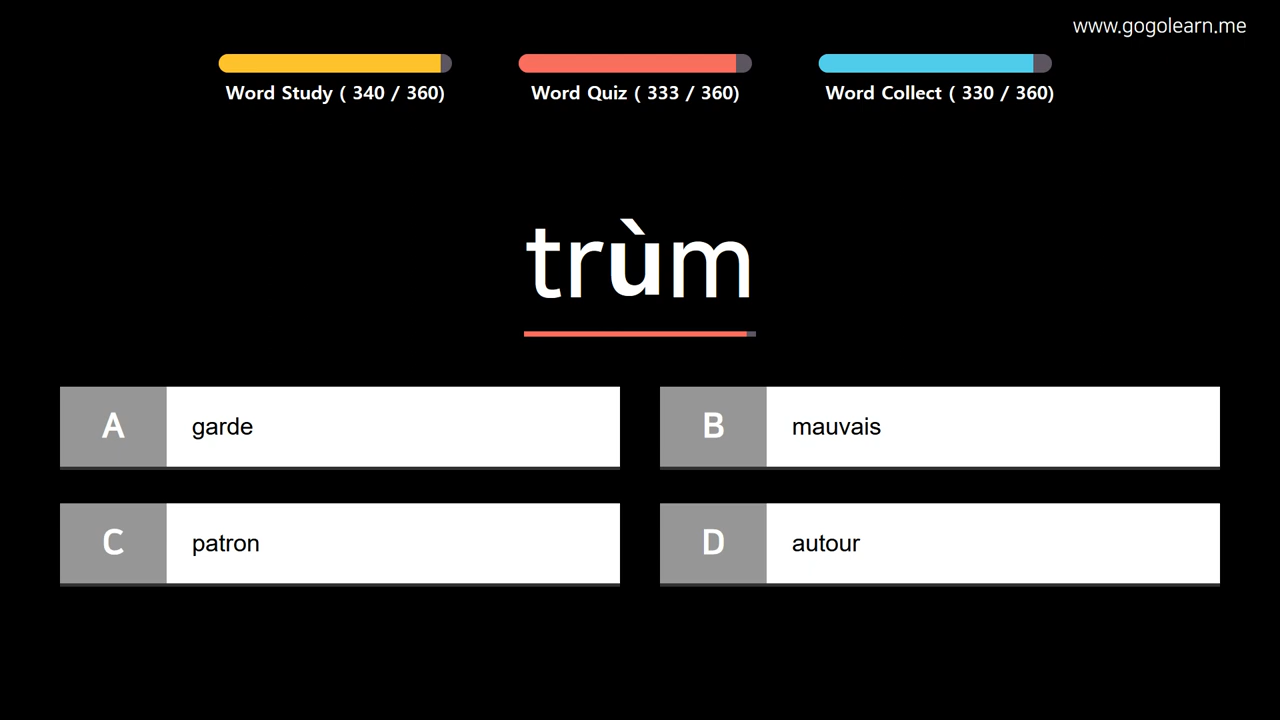 www.gogolearn.me
Word Study ( 340 / 360)
Word Quiz ( 333 / 360)
Word Collect ( 330 / 360)
trùm
A garde
B mauvais
C patron
D autour